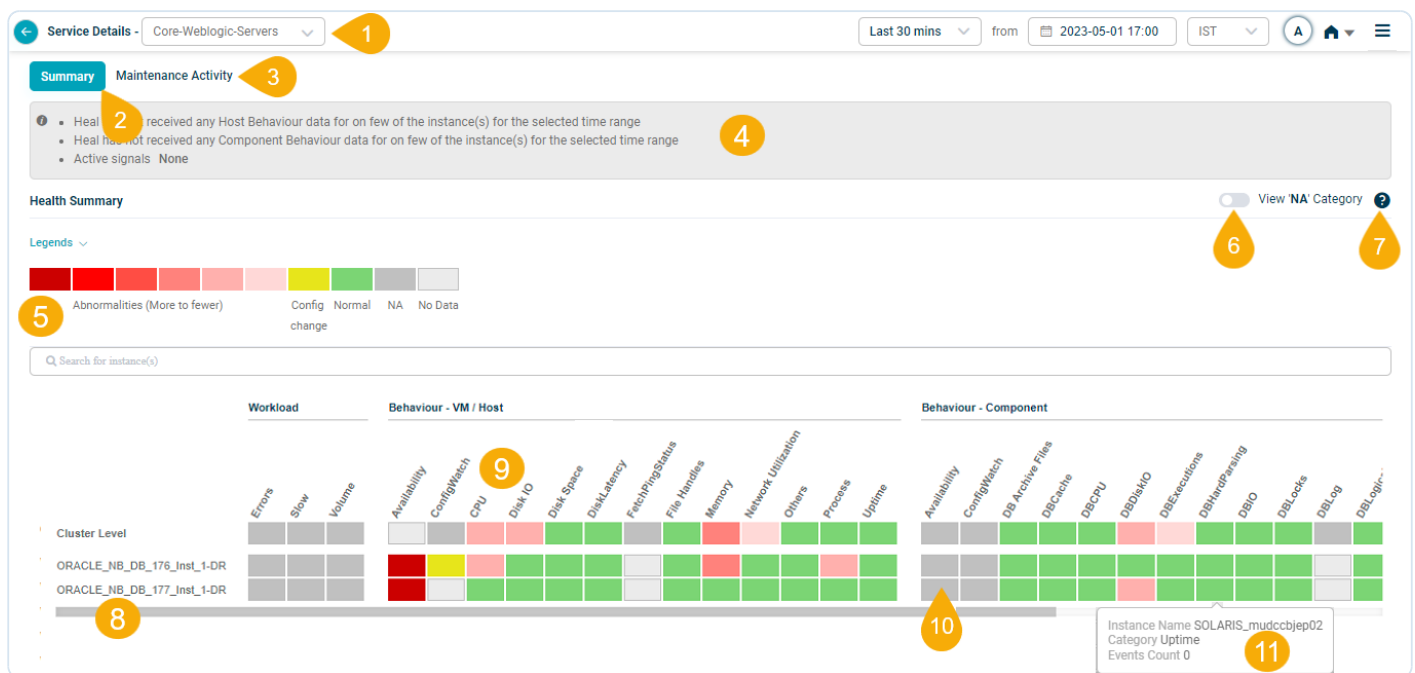 Service Details - Core-Weblogic-Servers 1 Last 30 mins from 2023-05-01 17:00 IST A
Summary Maintenance Activity 3
2
Heal not received any Host Behaviour data for on few of the instance(s) for the selected time range
Heal has not received any Component Behaviour data for on few of the instance(s) for the selected time range
Active signals None
4
Health Summary View 'NA' Category ?
6 7
Legends
5 Abnormalities (More to fewer) Config change Normal NA No Data
Search for instance(s)
Workload Behaviour - VM / Host Behaviour - Component
9
Errors Slow Volume Availability ConfigWatch CPU Disk IO Disk Space DiskLatency FetchPingStatus File Handles Memory Network Utilization Others Process Uptime Availability ConfigWatch DB Archive Files DBCache DBCPU DBDiskIO DBExecutions DBHardParsing DBIO DBLocks DBLog DBLogic
Cluster Level
ORACLE_NB_DB_176_Inst_1-DR
ORACLE_NB_DB_177_Inst_1-DR
8 10
Instance Name SOLARIS_mudccbjep02
Category Uptime
Events Count 0
11